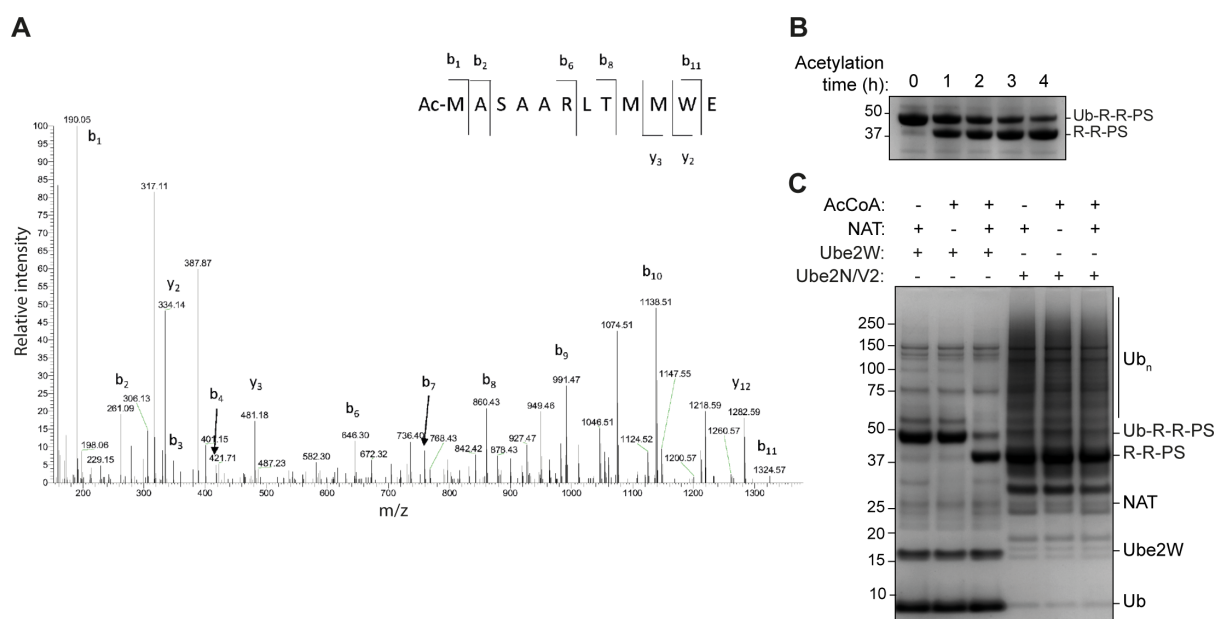 A
b1 b2 b6 b8 b11
Ac-M A S A A R L T M M W E
y3 y2
Relative intensity
100
95
90
85
80
75
70
65
60
55
50
45
40
35
30
25
20
15
10
5
0
190.05
b1
317.11
y2
334.14
387.87
b2
261.09
306.13
198.06
229.15
b3
b4
401.15
421.71
y3
481.18
487.23
582.30
b6
646.30
672.32
736.40
b7
768.43
b8
860.43
842.42
878.43
927.47
949.46
b9
991.47
1046.51
1074.51
b10
1138.51
1124.52
1147.55
1200.57
1218.59
1260.57
y12
1282.59
b11
1324.57
200 300 400 500 600 700 800 900 1000 1100 1200 1300
m/z
B
Acetylation
time (h): 0 1 2 3 4
50
37
Ub-R-R-PS
R-R-PS
C
AcCoA: - + + - + +
NAT: + - + + - +
Ube2W: + + + - - -
Ube2N/V2: - - - + + +
250
150
100
75
50
37
25
20
15
10
Ubn
Ub-R-R-PS
R-R-PS
NAT
Ube2W
Ub